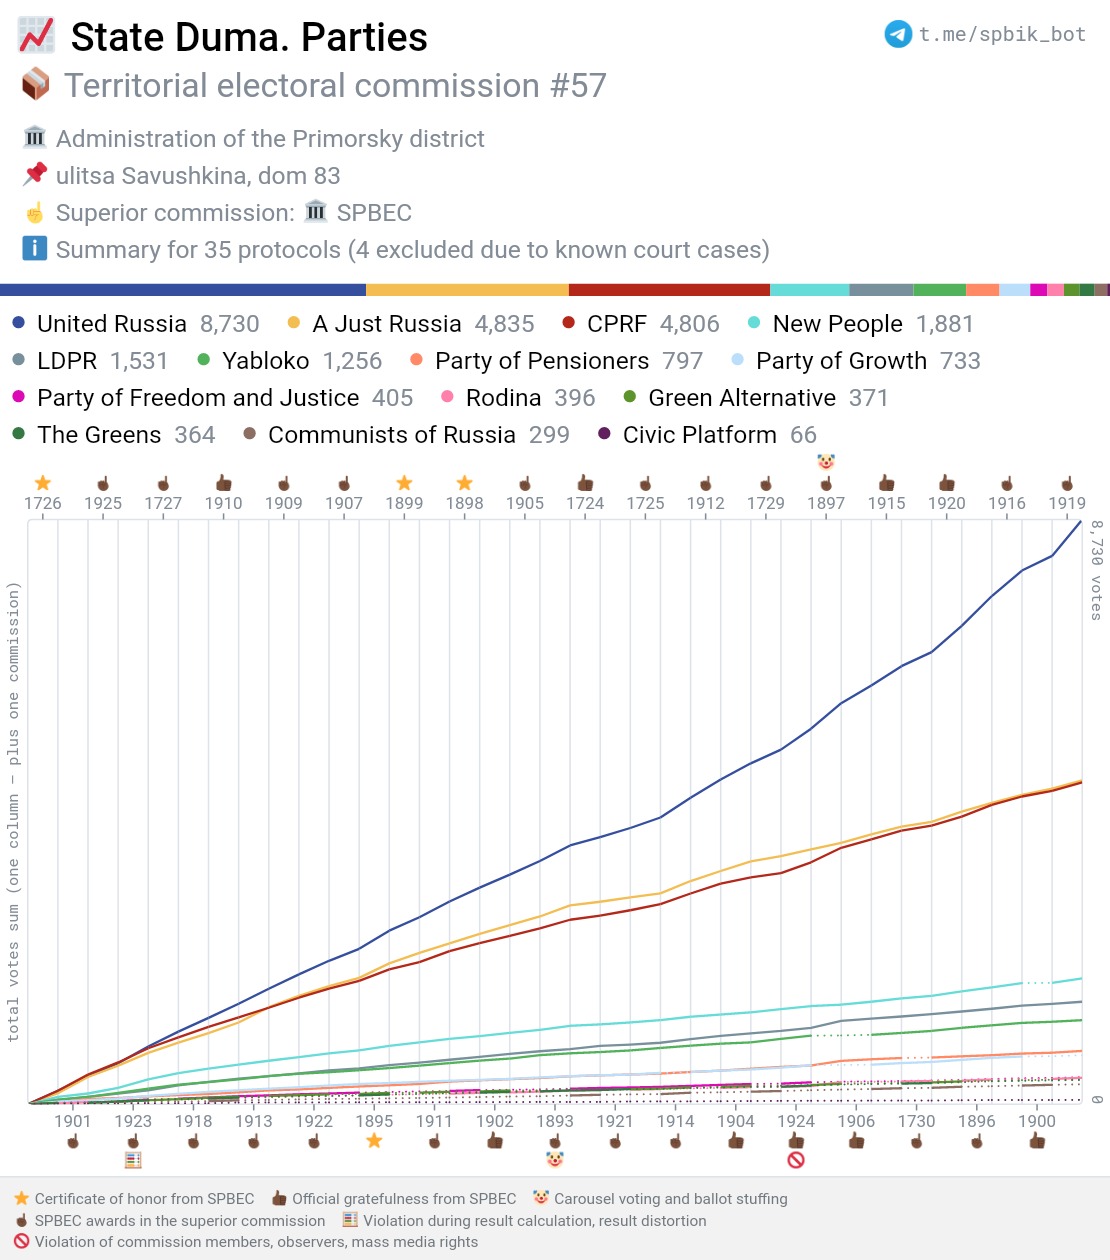 State Duma. Parties
t.me/spbik_bot
Territorial electoral commission #57
Administration of the Primorsky district
ulitsa Savushkina, dom 83
Superior commission: SPBEC
Summary for 35 protocols (4 excluded due to known court cases)
United Russia 8,730 A Just Russia 4,835 CPRF 4,806 New People 1,881
LDPR 1,531 Yabloko 1,256 Party of Pensioners 797 Party of Growth 733
Party of Freedom and Justice 405 Rodina 396 Green Alternative 371
The Greens 364 Communists of Russia 299 Civic Platform 66
1726 1925 1727 1910 1909 1907 1899 1898 1905 1724 1725 1912 1729 1897 1915 1920 1916 1919
8,730 votes
total votes sum (one column – plus one commission)
0
1901 1923 1918 1913 1922 1895 1911 1902 1893 1921 1914 1904 1924 1906 1730 1896 1900
Certificate of honor from SPBEC Official gratefulness from SPBEC Carousel voting and ballot stuffing
SPBEC awards in the superior commission Violation during result calculation, result distortion
Violation of commission members, observers, mass media rights